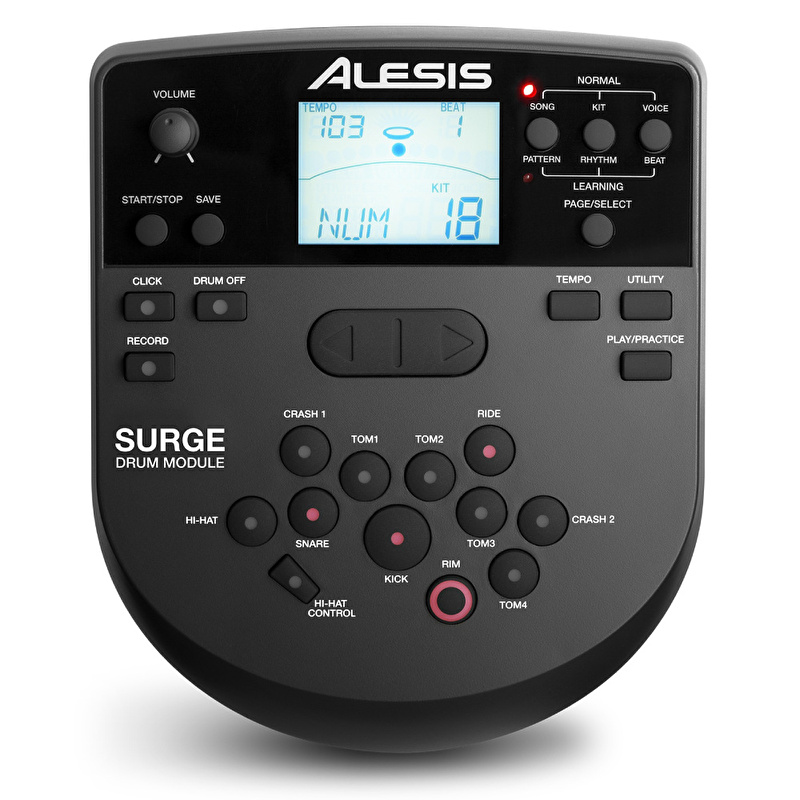 ALESIS
VOLUME
TEMPO
BEAT
103
1
KIT
NUM
18
NORMAL
SONG
KIT
VOICE
PATTERN
RHYTHM
BEAT
LEARNING
START/STOP
SAVE
PAGE/SELECT
CLICK
DRUM OFF
TEMPO
UTILITY
RECORD
PLAY/PRACTICE
SURGE
DRUM MODULE
CRASH 1
TOM1
TOM2
RIDE
HI-HAT
SNARE
TOM3
CRASH 2
KICK
RIM
HI-HAT
CONTROL
TOM4